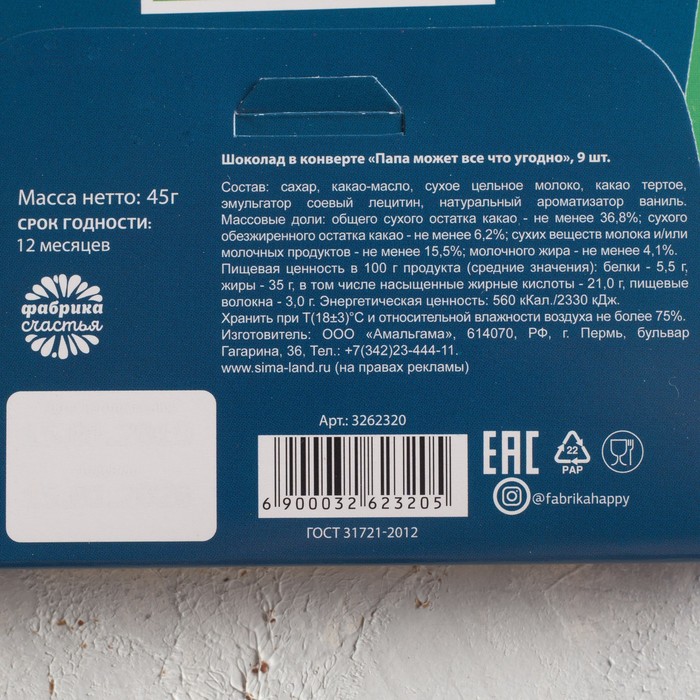 Шоколад в конверте «Папа может все что угодно», 9 шт.
Состав: сахар, какао-масло, сухое цельное молоко, какао тертое,
эмульгатор соевый лецитин, натуральный ароматизатор ваниль.
Массовые доли: общего сухого остатка какао - не менее 36,8%; сухого
обезжиренного остатка какао - не менее 6,2%; сухих веществ молока и/или
молочных продуктов - не менее 15,5%; молочного жира - не менее 4,1%.
Пищевая ценность в 100 г продукта (средние значения): белки - 5,5 г,
жиры - 35 г, в том числе насыщенные жирные кислоты - 21,0 г, пищевые
волокна - 3,0 г. Энергетическая ценность: 560 кКал./2330 кДж.
Хранить при Т(18±3)°С и относительной влажности воздуха не более 75%.
Изготовитель: ООО «Амальгама», 614070, РФ, г. Пермь, бульвар
Гагарина, 36, Тел.: +7(342)23-444-11.
www.sima-land.ru (на правах рекламы)
Масса нетто: 45г
СРОК ГОДНОСТИ:
12 месяцев
фабрика
счастья
Арт.: 3262320
6 900032 623205
ГОСТ 31721-2012
EAC
22
PAP
@fabrikahappy